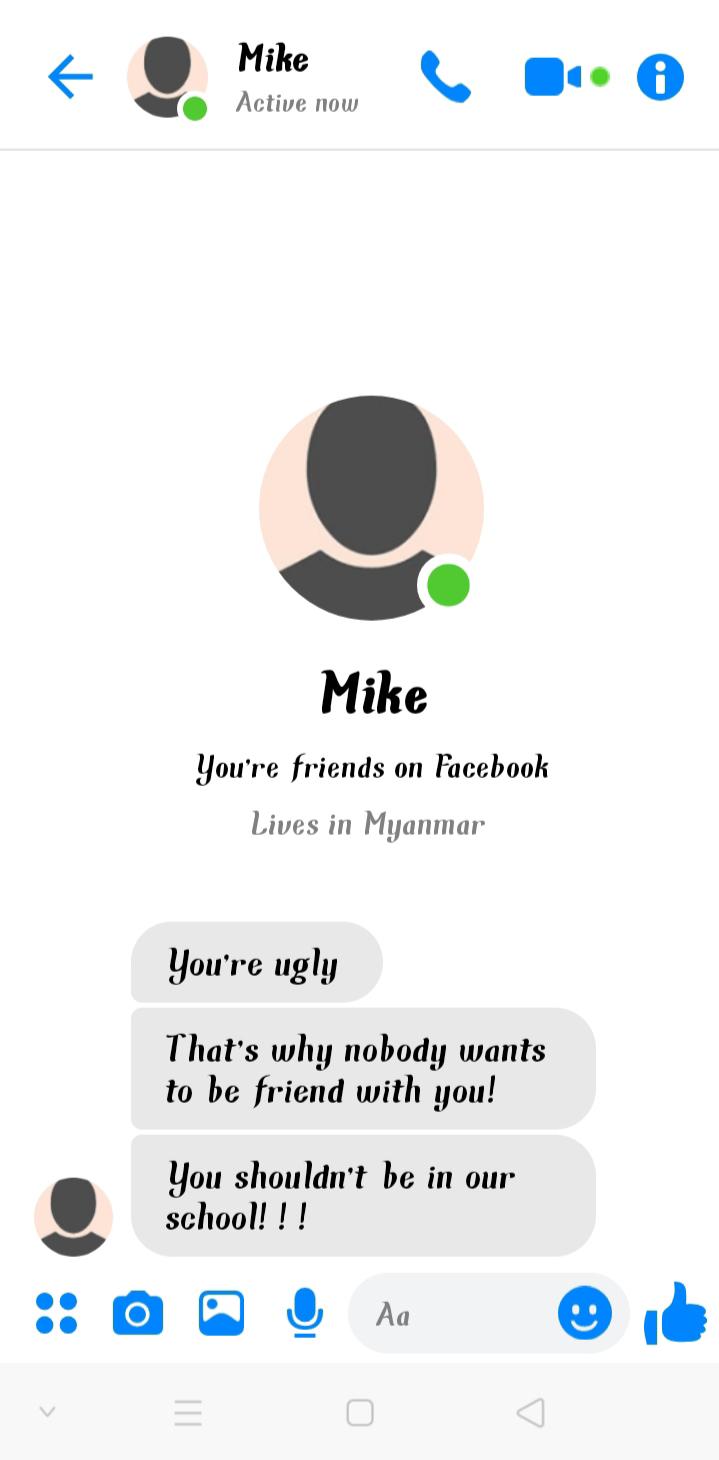 Mike
Active now
Mike
You're friends on Facebook
Lives in Myanmar
You're ugly
That's why nobody wants
to be friend with you!
You shouldn't be in our
school! ! !
Aa